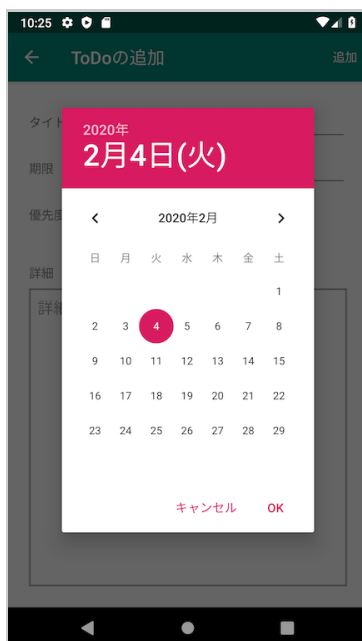 10:25
ToDoの追加 追加
タイト
期限
優先度
詳細
詳細
2020年
2月4日(火)
2020年2月
日 月 火 水 木 金 土
1
2 3 4 5 6 7 8
9 10 11 12 13 14 15
16 17 18 19 20 21 22
23 24 25 26 27 28 29
キャンセル OK